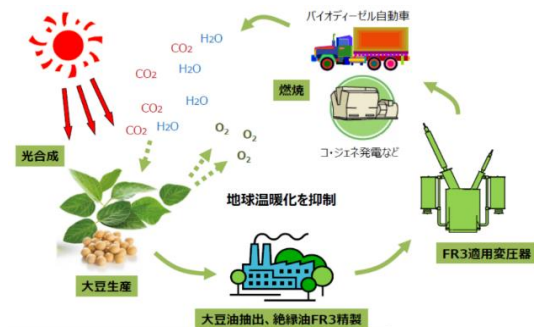 バイオディーゼル自動車
H₂O
CO₂
H₂O
燃焼
CO₂
H₂O
CO₂
H₂O
O₂
O₂
O₂
コ・ジェネ発電など
光合成
地球温暖化を抑制
FR3適用変圧器
大豆生産
大豆油抽出、絶縁油FR3精製